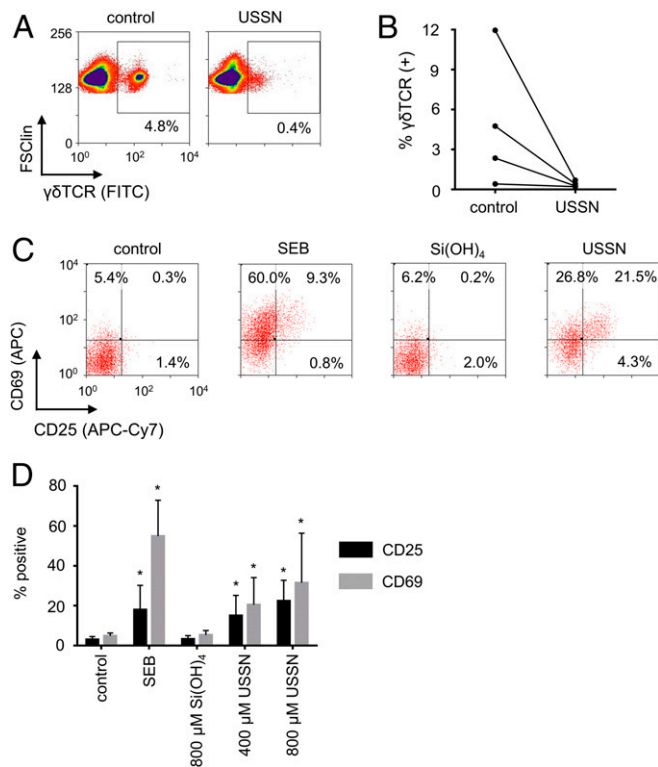 A
control
USSN
256
128
0
FSClin
10⁰
10²
10⁴
10⁰
10²
10⁴
4.8%
0.4%
γδTCR (FITC)
B
% γδTCR (+)
12
9
6
3
0
control
USSN
C
control
SEB
Si(OH)₄
USSN
10⁴
10²
10⁰
CD69 (APC)
5.4%
0.3%
1.4%
60.0%
9.3%
0.8%
6.2%
0.2%
2.0%
26.8%
21.5%
4.3%
10⁰
10²
10⁴
CD25 (APC-Cy7)
D
% positive
80
60
40
20
0
*
*
*
*
*
*
control
SEB
800 µM Si(OH)₄
400 µM USSN
800 µM USSN
CD25
CD69